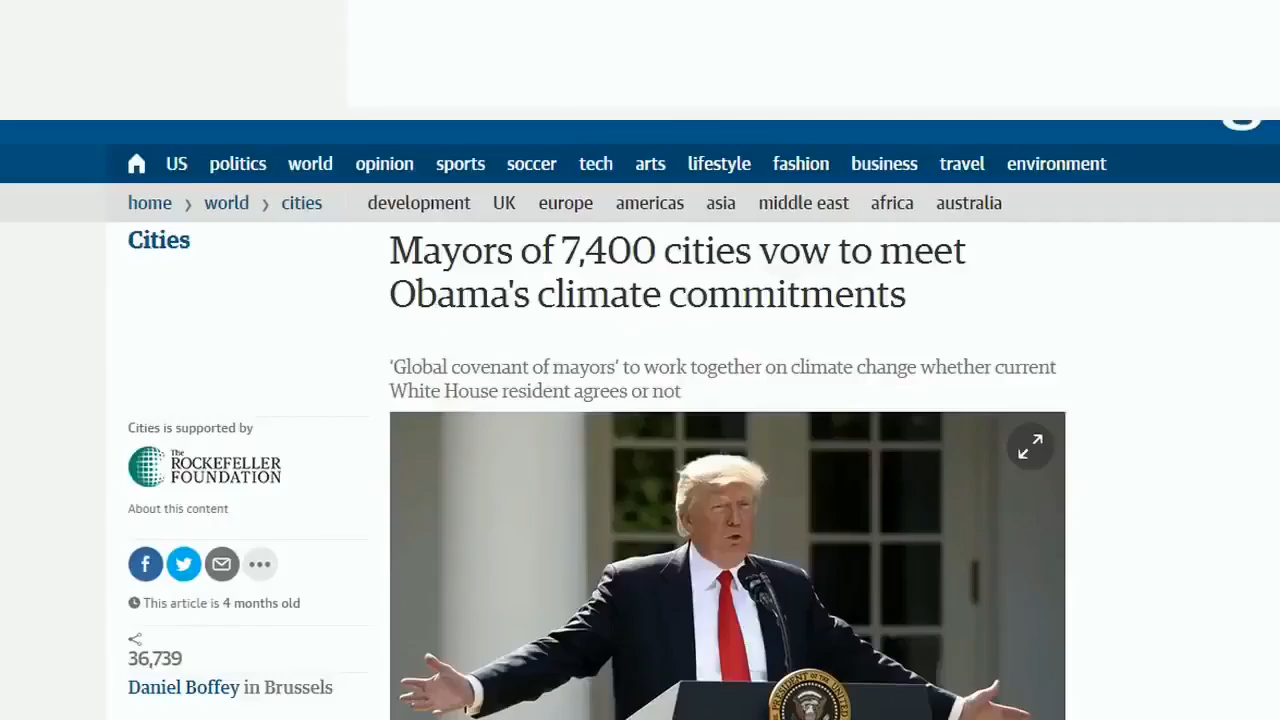 US politics world opinion sports soccer tech arts lifestyle fashion business travel environment
home › world › cities development UK europe americas asia middle east africa australia
Cities
Mayors of 7,400 cities vow to meet
Obama's climate commitments
‘Global covenant of mayors’ to work together on climate change whether current
White House resident agrees or not
Cities is supported by
The
ROCKEFELLER
FOUNDATION
About this content
This article is 4 months old
36,739
Daniel Boffey in Brussels
PRESIDENT OF THE UNITED